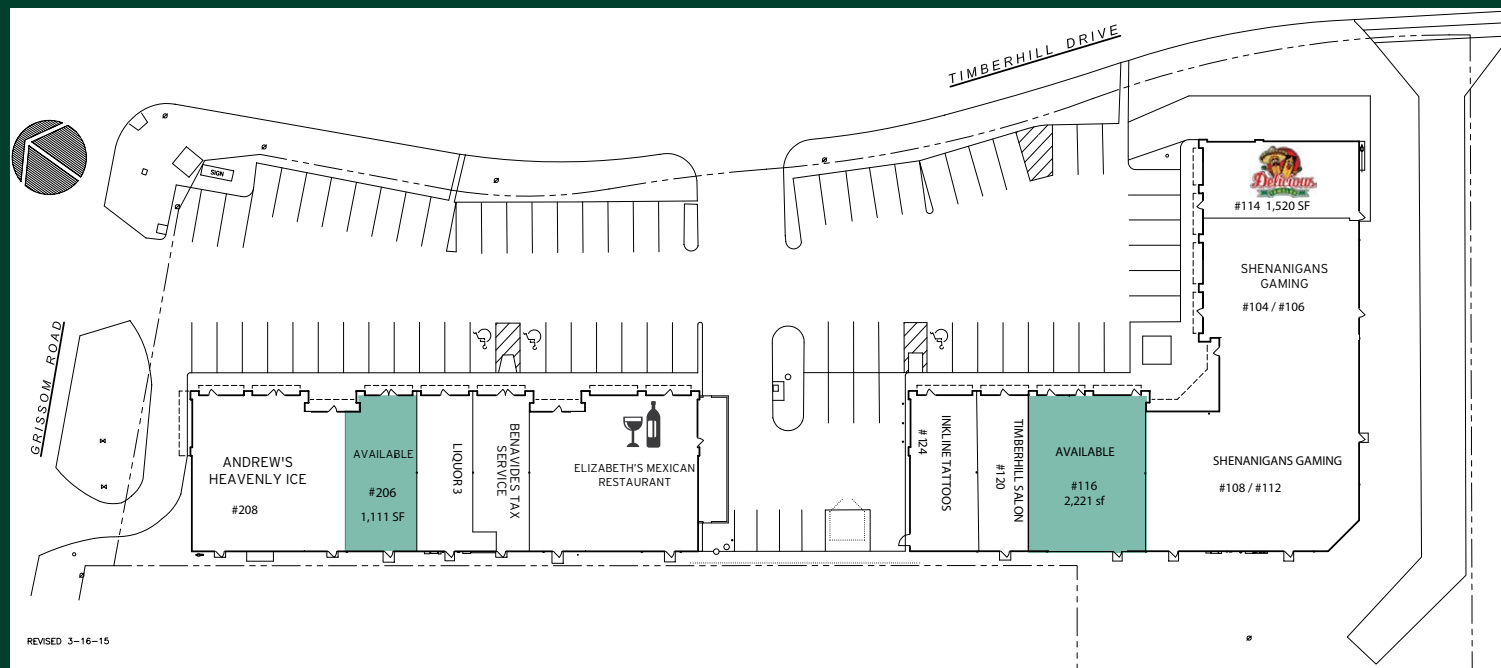 TIMBERHILL DRIVE
SIGN
Delicious
TAMALES
#114 1,520 SF
SHENANIGANS
GAMING
#104 / #106
GRISSOM ROAD
ANDREW'S
HEAVENLY ICE
#208
AVAILABLE
#206
1,111 SF
LIQUOR 3
BENAVIDES TAX
SERVICE
ELIZABETH'S MEXICAN
RESTAURANT
INKLINE TATTOOS
#124
TIMBERHILL SALON
#120
AVAILABLE
#116
2,221 sf
SHENANIGANS GAMING
#108 / #112
REVISED 3-16-15